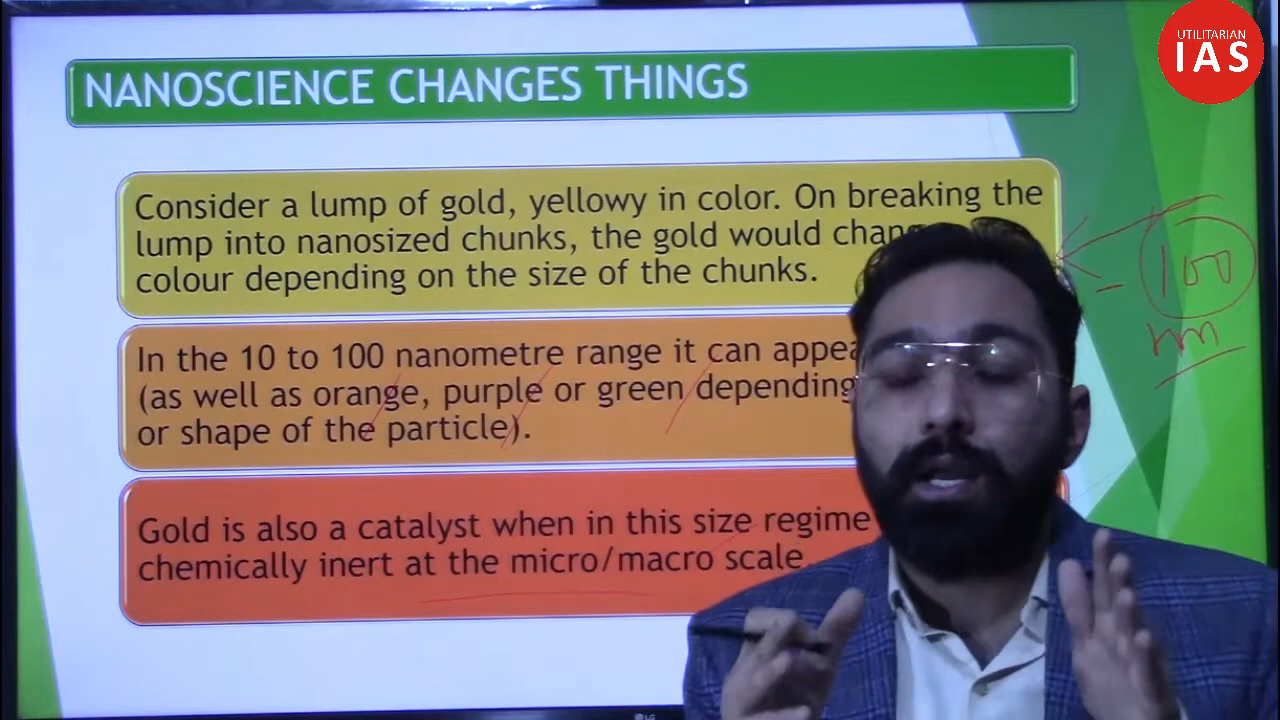 UTILITARIAN
IAS
NANOSCIENCE CHANGES THINGS
Consider a lump of gold, yellowy in color. On breaking the
lump into nanosized chunks, the gold would
colour depending on the size of the chunks.
100
nm
In the 10 to 100 nanometre range it can
(as well as orange, purple or green depending
or shape of the particle).
Gold is also a catalyst when in this size regime
chemically inert at the micro/macro scale.
LG